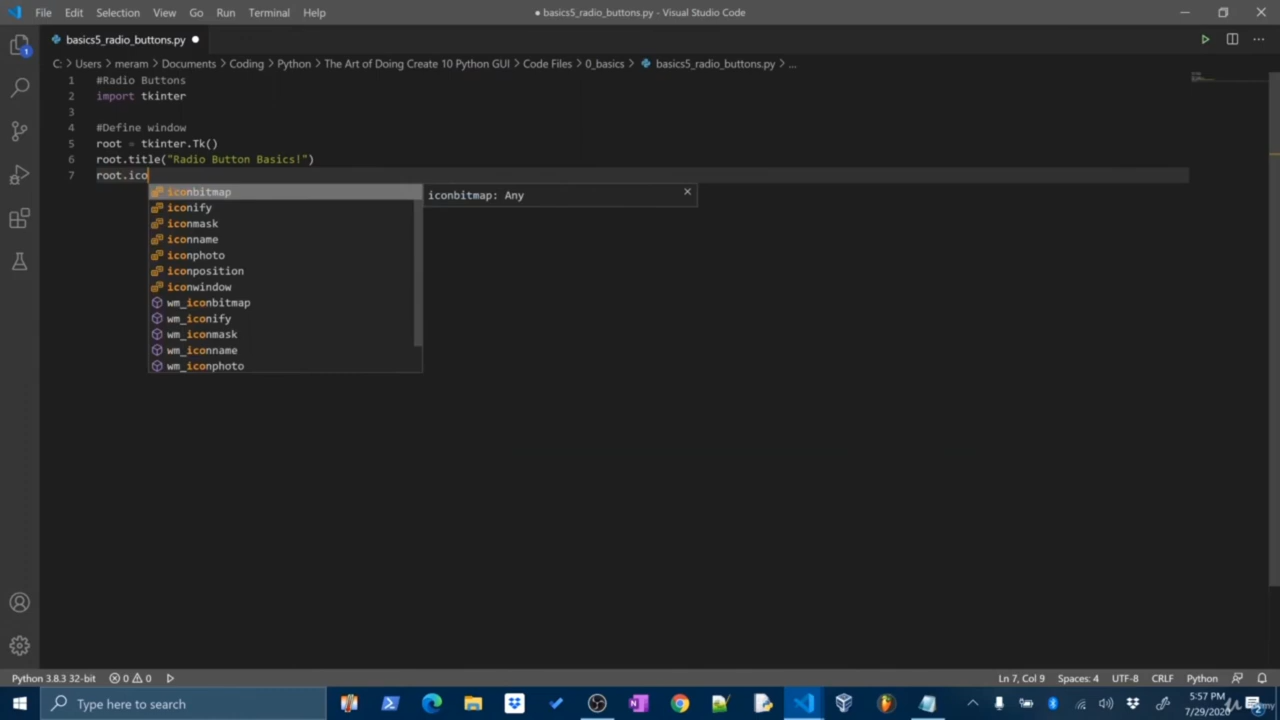 File Edit Selection View Go Run Terminal Help
● basics5_radio_buttons.py - Visual Studio Code
basics5_radio_buttons.py ●
C: > Users > meram > Documents > Coding > Python > The Art of Doing Create 10 Python GUI > Code Files > 0_basics > basics5_radio_buttons.py > ...
1 #Radio Buttons
2 import tkinter
3
4 #Define window
5 root = tkinter.Tk()
6 root.title("Radio Button Basics!")
7 root.ico
iconbitmap
iconbitmap: Any
iconify
iconmask
iconname
iconphoto
iconposition
iconwindow
wm_iconbitmap
wm_iconify
wm_iconmask
wm_iconname
wm_iconphoto
Python 3.8.3 32-bit 0 0 Ln 7, Col 9 Spaces: 4 UTF-8 CRLF Python
Type here to search
5:57 PM
7/29/2020